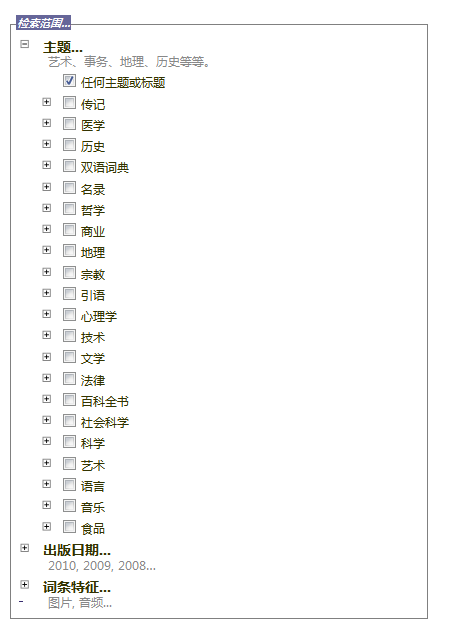 检索范围...
主题...
艺术、事务、地理、历史等等。
任何主题或标题
传记
医学
历史
双语词典
名录
哲学
商业
地理
宗教
引语
心理学
技术
文学
法律
百科全书
社会科学
科学
艺术
语言
音乐
食品
出版日期...
2010, 2009, 2008...
词条特征...
图片, 音频...